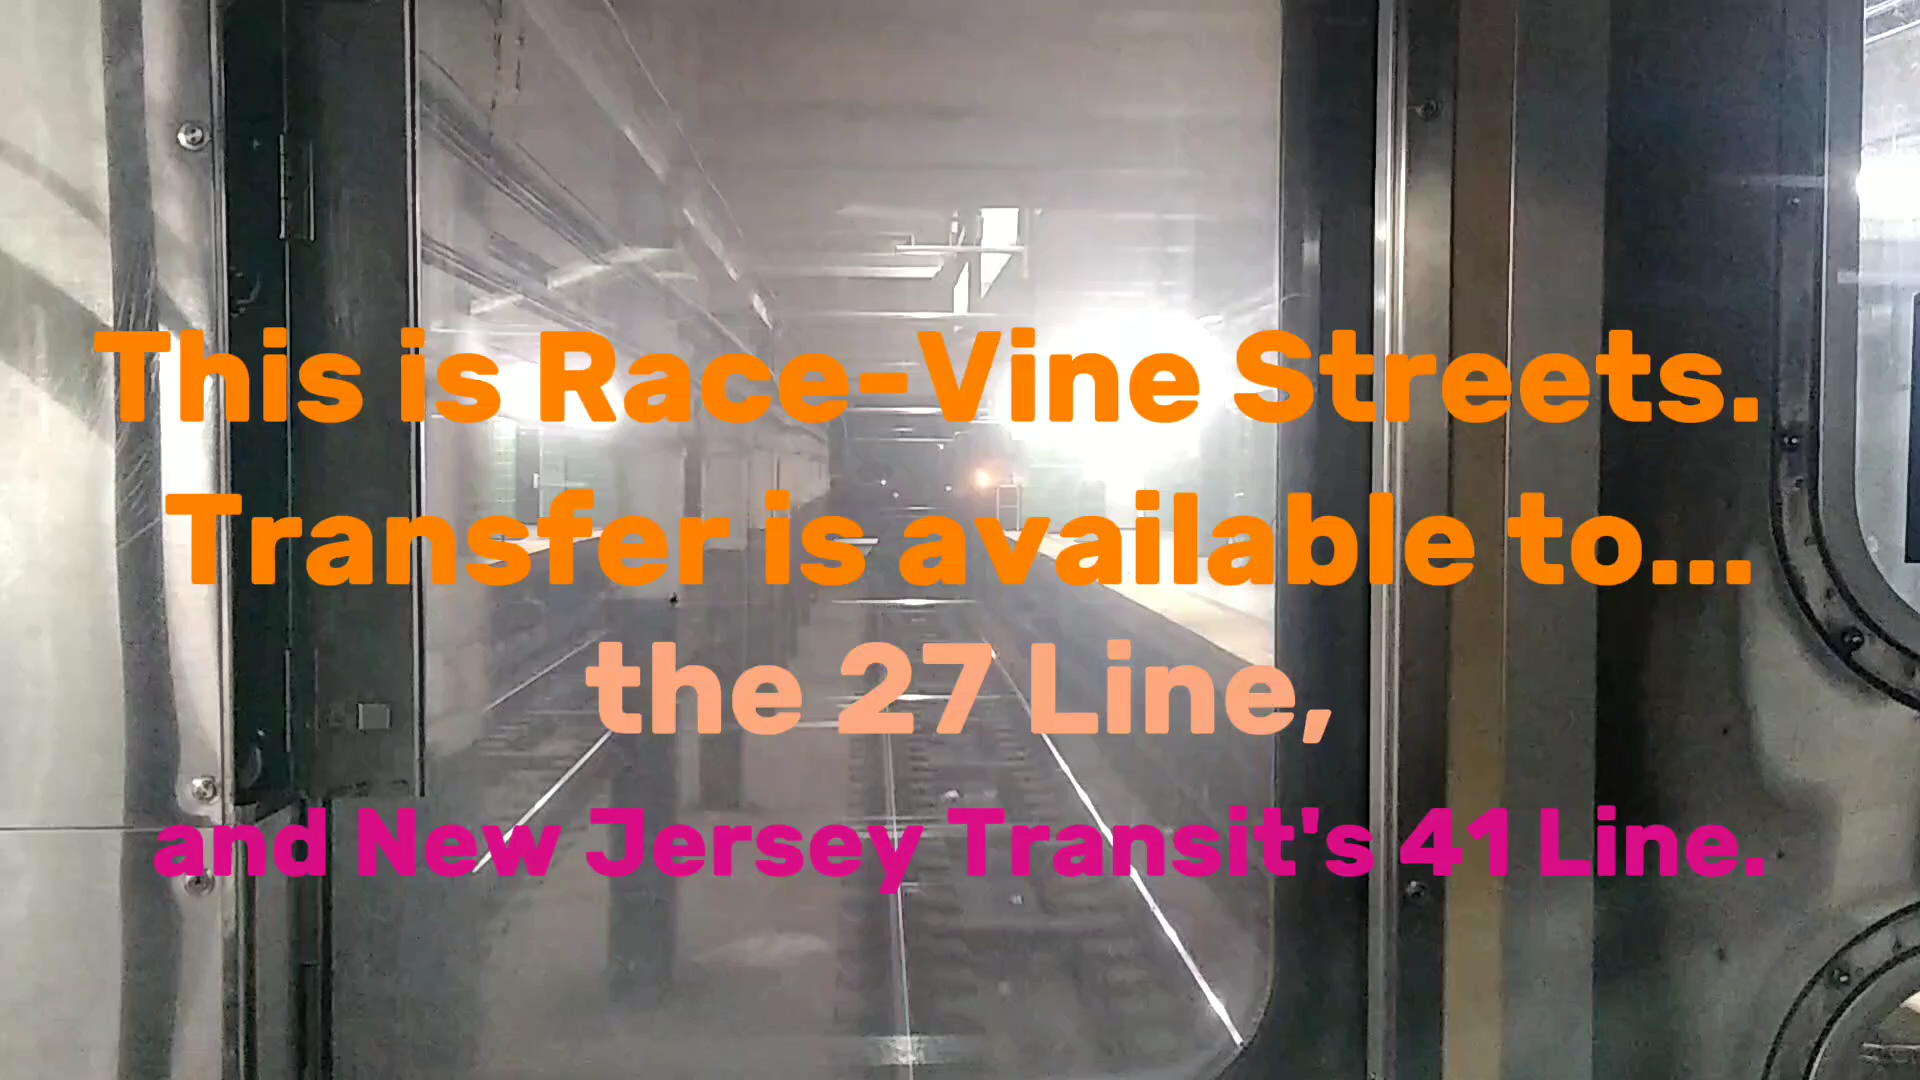 This is Race-Vine Streets.
Transfer is available to...
the 27 Line,
and New Jersey Transit's 41 Line.